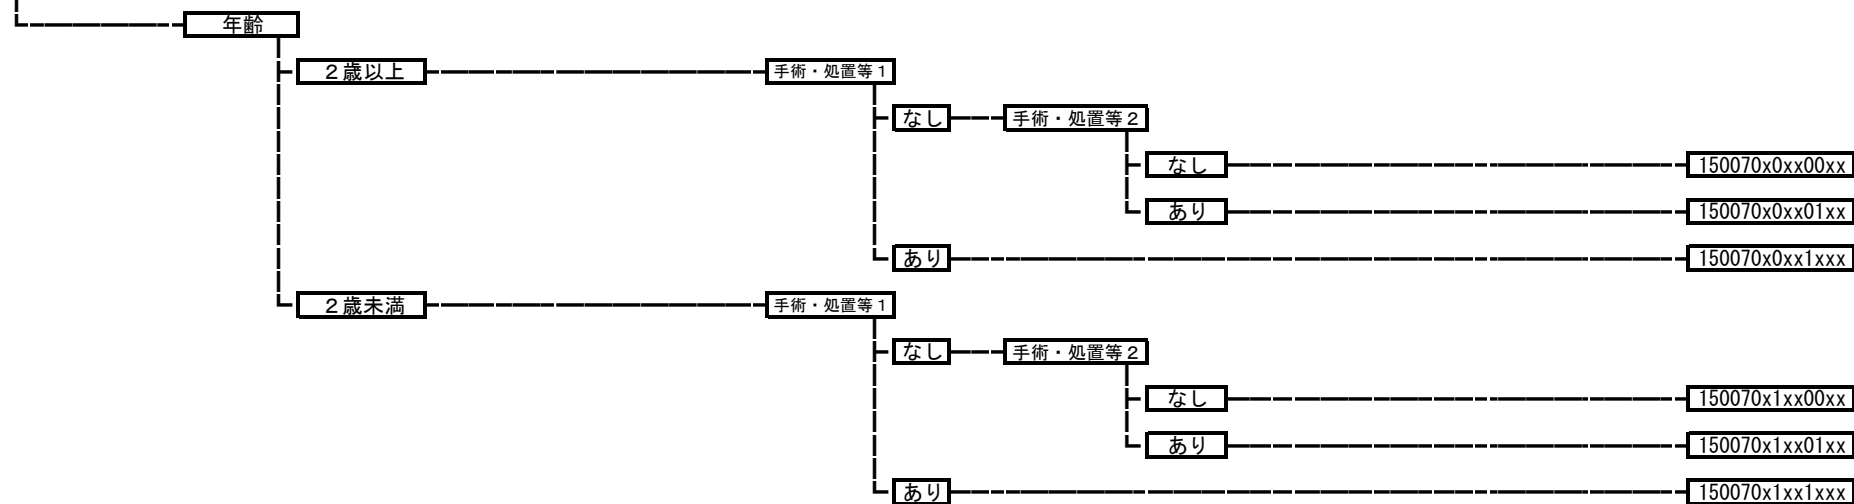 年齢
２歳以上 手術・処置等１
なし 手術・処置等２
なし 150070x0xx00xx
あり 150070x0xx01xx
あり 150070x0xx1xxx
２歳未満 手術・処置等１
なし 手術・処置等２
なし 150070x1xx00xx
あり 150070x1xx01xx
あり 150070x1xx1xxx